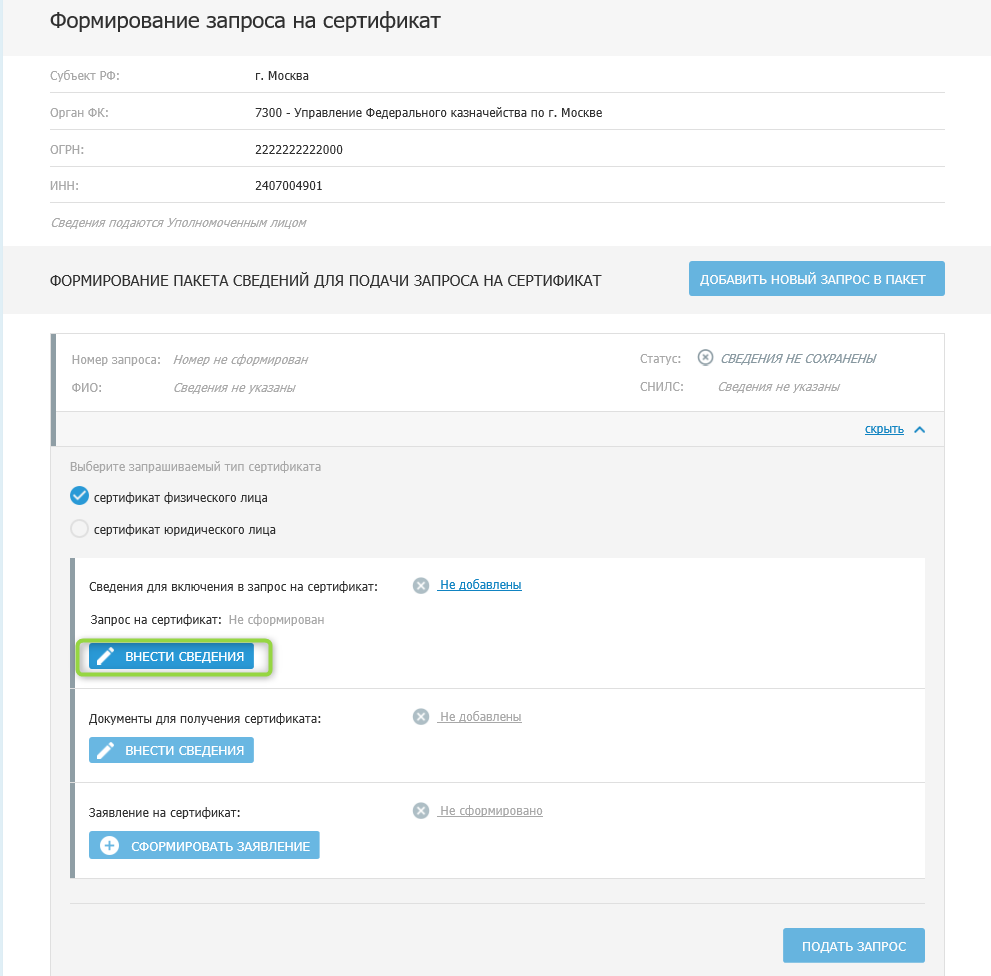 Формирование запроса на сертификат
Субъект РФ: г. Москва
Орган ФК: 7300 - Управление Федерального казначейства по г. Москве
ОГРН: 2222222222000
ИНН: 2407004901
Сведения подаются Уполномоченным лицом
ФОРМИРОВАНИЕ ПАКЕТА СВЕДЕНИЙ ДЛЯ ПОДАЧИ ЗАПРОСА НА СЕРТИФИКАТ ДОБАВИТЬ НОВЫЙ ЗАПРОС В ПАКЕТ
Номер запроса: Номер не сформирован Статус: СВЕДЕНИЯ НЕ СОХРАНЕНЫ
ФИО: Сведения не указаны СНИЛС: Сведения не указаны
скрыть
Выберите запрашиваемый тип сертификата
сертификат физического лица
сертификат юридического лица
Сведения для включения в запрос на сертификат: Не добавлены
Запрос на сертификат: Не сформирован
ВНЕСТИ СВЕДЕНИЯ
Документы для получения сертификата: Не добавлены
ВНЕСТИ СВЕДЕНИЯ
Заявление на сертификат: Не сформировано
СФОРМИРОВАТЬ ЗАЯВЛЕНИЕ
ПОДАТЬ ЗАПРОС